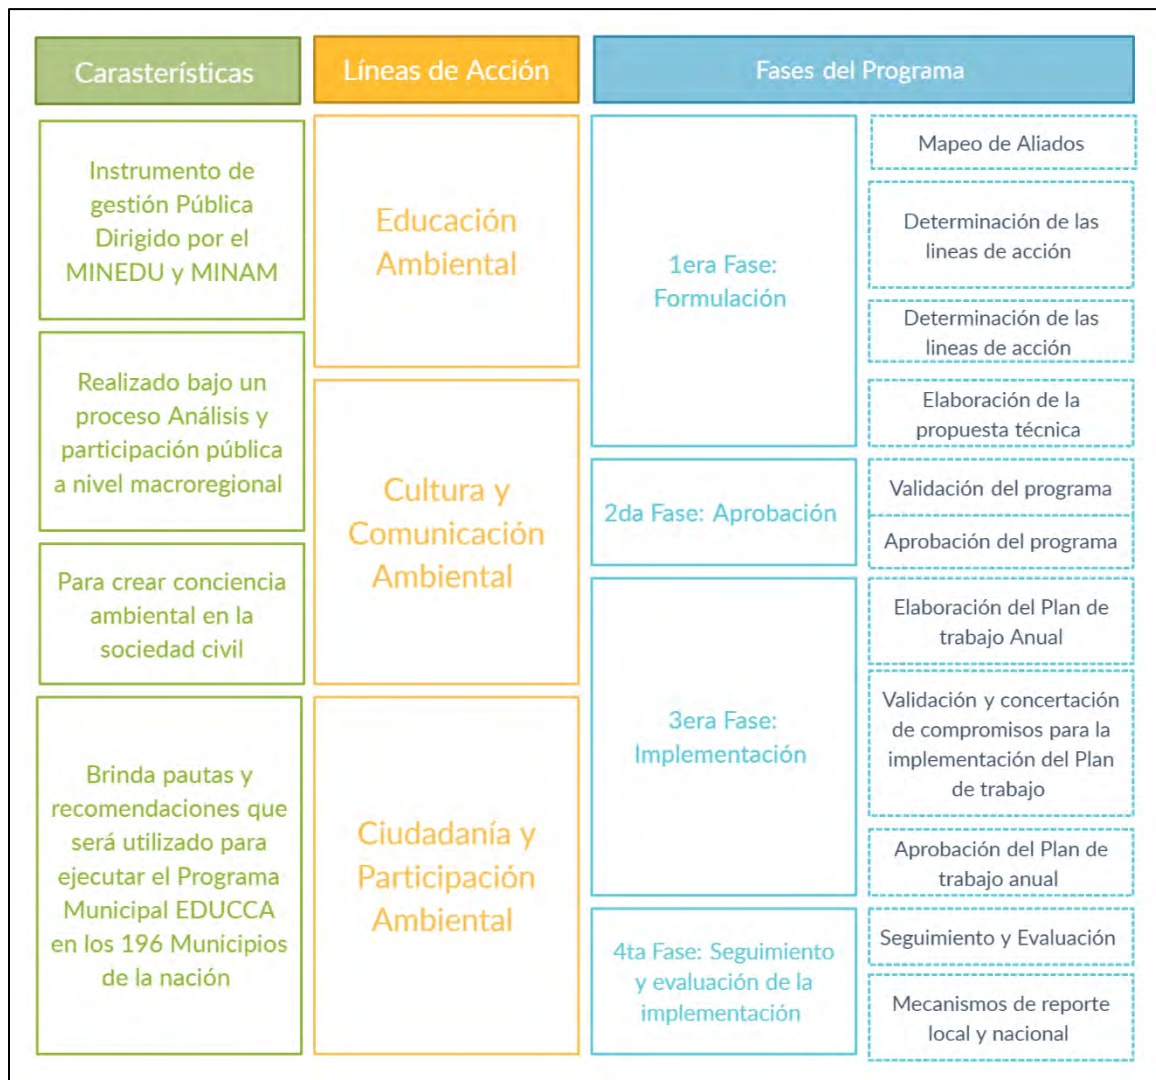 Carasterísticas
Instrumento de
gestión Pública
Dirigido por el
MINEDU y MINAM
Realizado bajo un
proceso Análisis y
participación pública
a nivel macroregional
Para crear conciencia
ambiental en la
sociedad civil
Brinda pautas y
recomendaciones que
será utilizado para
ejecutar el Programa
Municipal EDUCCA
en los 196 Municipios
de la nación
Líneas de Acción
Educación
Ambiental
Cultura y
Comunicación
Ambiental
Ciudadanía y
Participación
Ambiental
Fases del Programa
1era Fase:
Formulación
Mapeo de Aliados
Determinación de las
lineas de acción
Determinación de las
lineas de acción
Elaboración de la
propuesta técnica
2da Fase: Aprobación
Validación del programa
Aprobación del programa
3era Fase:
Implementación
Elaboración del Plan de
trabajo Anual
Validación y concertación
de compromisos para la
implementación del Plan
de trabajo
Aprobación del Plan de
trabajo anual
4ta Fase: Seguimiento
y evaluación de la
implementación
Seguimiento y Evaluación
Mecanismos de reporte
local y nacional